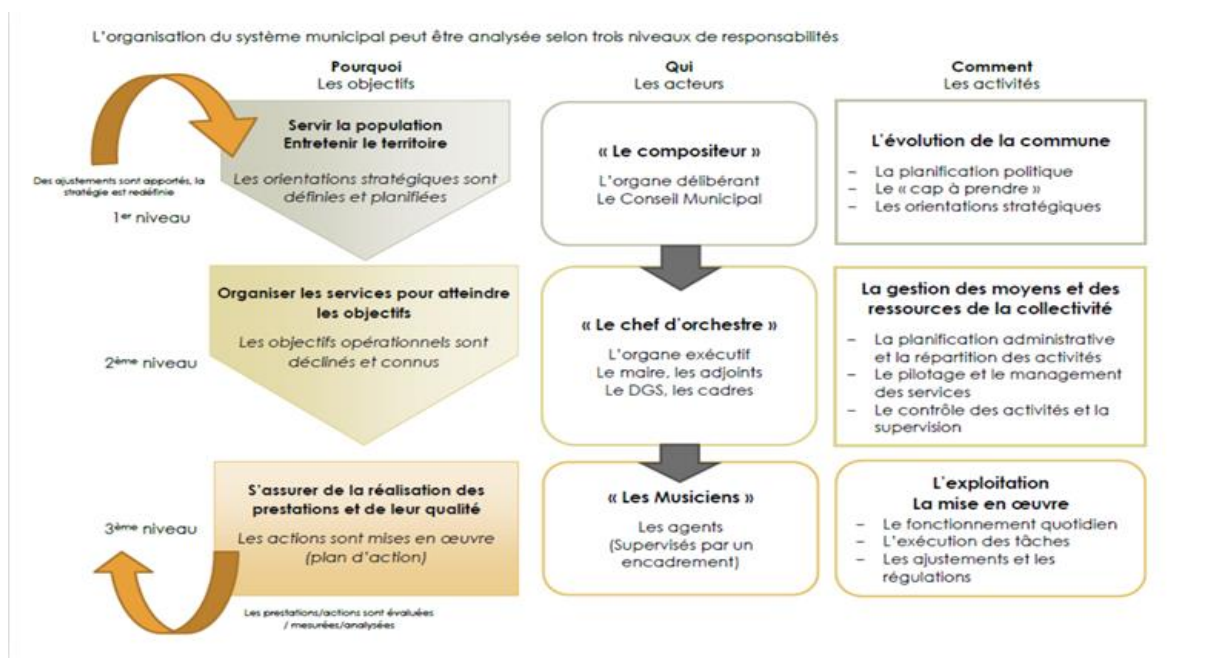 L'organisation du système municipal peut être analysée selon trois niveaux de responsabilités
Pourquoi
Les objectifs
Qui
Les acteurs
Comment
Les activités
Des ajustements sont apportés, la
stratégie est redéfinie
1er niveau
Servir la population
Entretenir le territoire
Les orientations stratégiques sont
définies et planifiées
« Le compositeur »
L'organe délibérant
Le Conseil Municipal
L'évolution de la commune
– La planification politique
– Le « cap à prendre »
– Les orientations stratégiques
2ème niveau
Organiser les services pour atteindre
les objectifs
Les objectifs opérationnels sont
déclinés et connus
« Le chef d'orchestre »
L'organe exécutif
Le maire, les adjoints
Le DGS, les cadres
La gestion des moyens et des
ressources de la collectivité
– La planification administrative
et la répartition des activités
– Le pilotage et le management
des services
– Le contrôle des activités et la
supervision
3ème niveau
S'assurer de la réalisation des
prestations et de leur qualité
Les actions sont mises en œuvre
(plan d'action)
« Les Musiciens »
Les agents
(Supervisés par un
encadrement)
L'exploitation
La mise en œuvre
– Le fonctionnement quotidien
– L'exécution des tâches
– Les ajustements et les
régulations
Les prestations/actions sont évaluées
/ mesurées/analysées